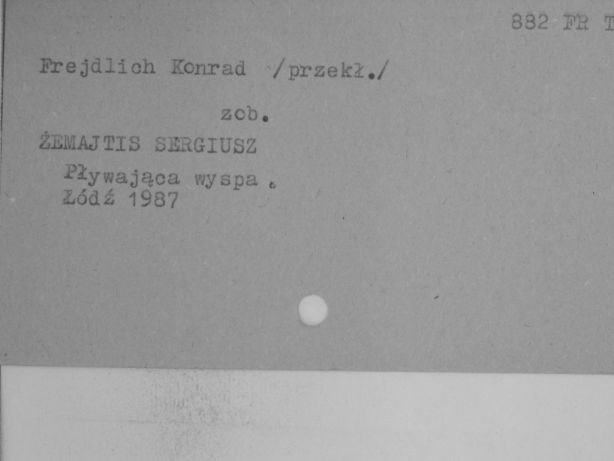 882 FR T
Frejdlich Konrad /przekł./
zob.
ŻEMAJTIS SERGIUSZ
Pływająca wyspa.
Łódź 1987